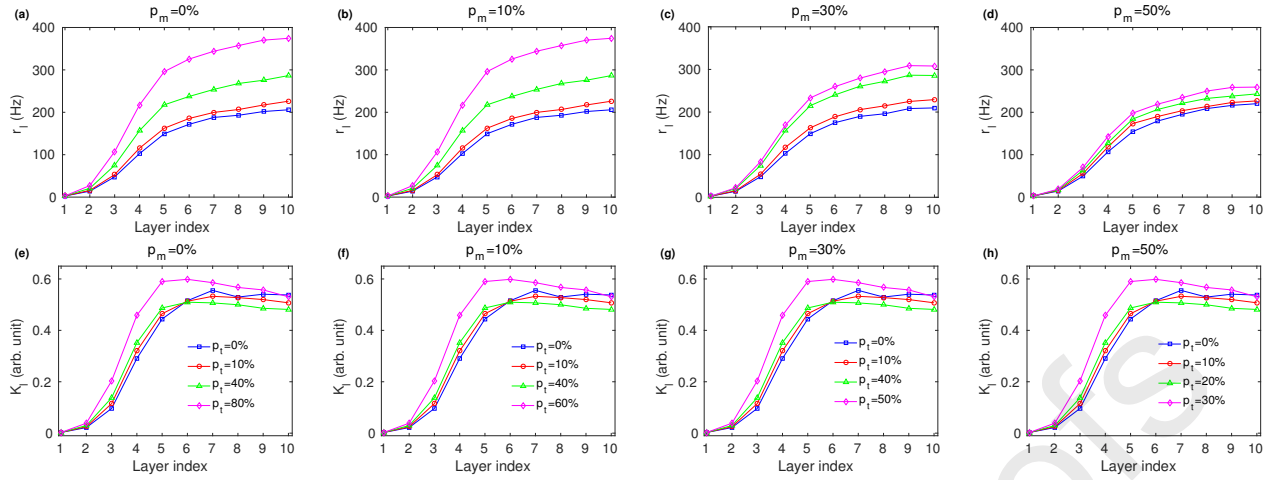 (a) p_m=0%
400
300
200
100
0
r_l (Hz)
1 2 3 4 5 6 7 8 9 10
Layer index
(b) p_m=10%
400
300
200
100
0
r_l (Hz)
1 2 3 4 5 6 7 8 9 10
Layer index
(c) p_m=30%
400
300
200
100
0
r_l (Hz)
1 2 3 4 5 6 7 8 9 10
Layer index
(d) p_m=50%
400
300
200
100
0
r_l (Hz)
1 2 3 4 5 6 7 8 9 10
Layer index
(e) p_m=0%
0.6
0.4
0.2
0
K_l (arb. unit)
p_t=0%
p_t=10%
p_t=40%
p_t=80%
1 2 3 4 5 6 7 8 9 10
Layer index
(f) p_m=10%
0.6
0.4
0.2
0
K_l (arb. unit)
p_t=0%
p_t=10%
p_t=40%
p_t=60%
1 2 3 4 5 6 7 8 9 10
Layer index
(g) p_m=30%
0.6
0.4
0.2
0
K_l (arb. unit)
p_t=0%
p_t=10%
p_t=40%
p_t=50%
1 2 3 4 5 6 7 8 9 10
Layer index
(h) p_m=50%
0.6
0.4
0.2
0
K_l (arb. unit)
p_t=0%
p_t=10%
p_t=20%
p_t=30%
1 2 3 4 5 6 7 8 9 10
Layer index